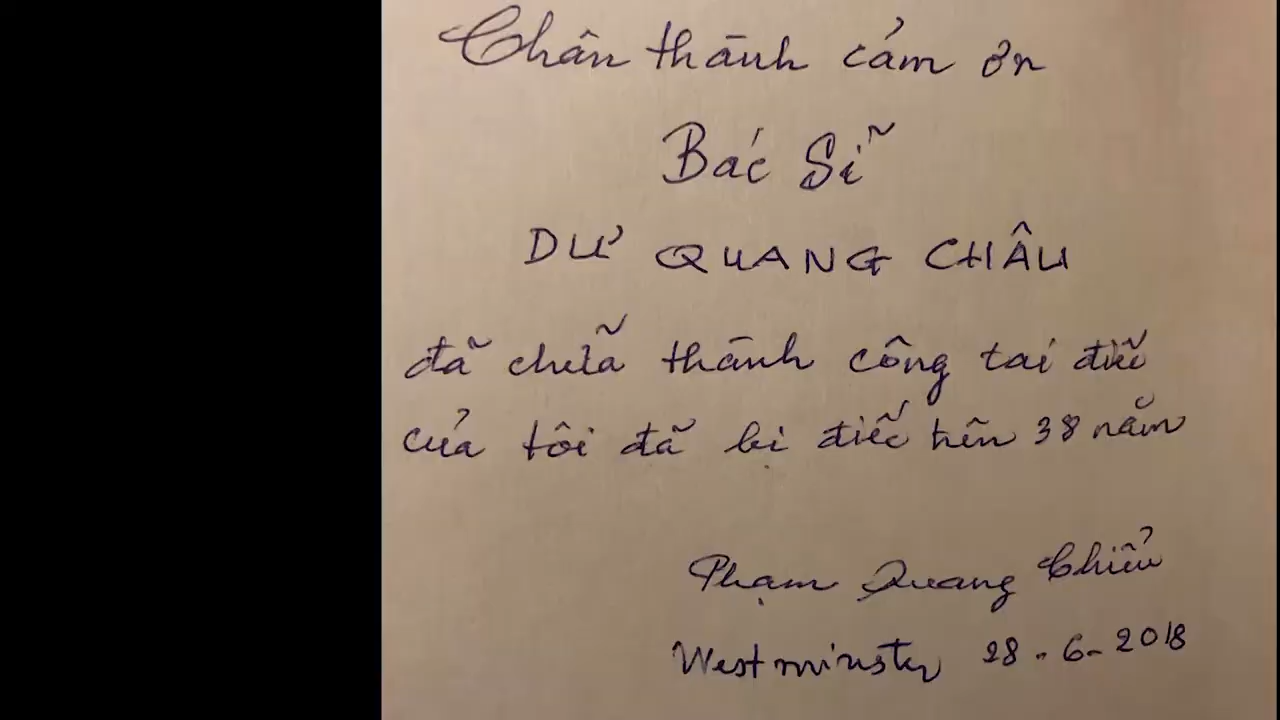 Chân thành cảm ơn
Bác Sĩ
DƯ QUANG CHÂU
đã chữa thành công tai điếc
của tôi đã bị điếc trên 38 năm
Phạm Quang Chiểu
Westminster 28-6-2018